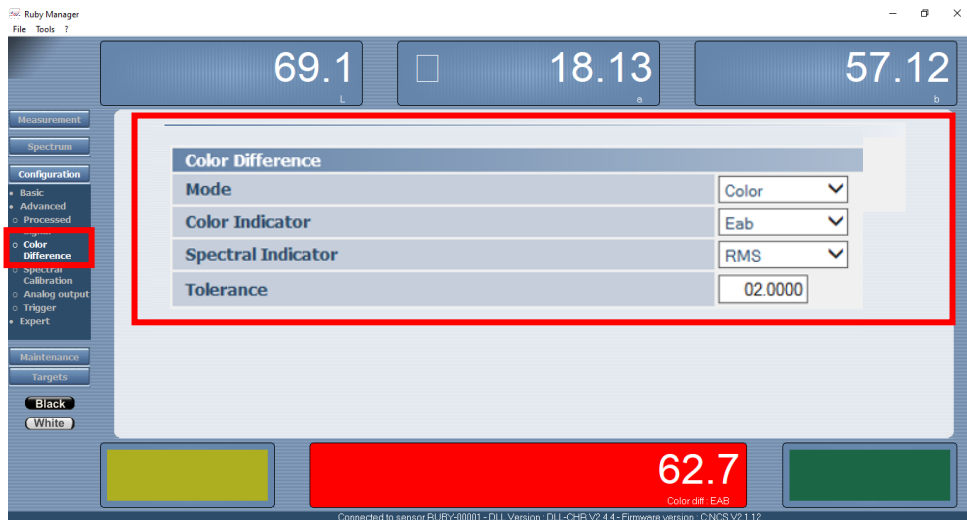 Ruby Manager
File Tools ?
69.1
L
18.13
a
57.12
b
Measurement
Spectrum
Configuration
Basic
Advanced
Processed
Color
Difference
Spectral
Calibration
Analog output
Trigger
Expert
Maintenance
Targets
Black
White
Color Difference
Mode
Color
Color Indicator
Eab
Spectral Indicator
RMS
Tolerance
02.0000
62.7
Color diff : EAB
Connected to sensor RUBY-00001 - DLL Version : DLL-CHR V2.4.4 - Firmware version : C:NCS V2.1.12